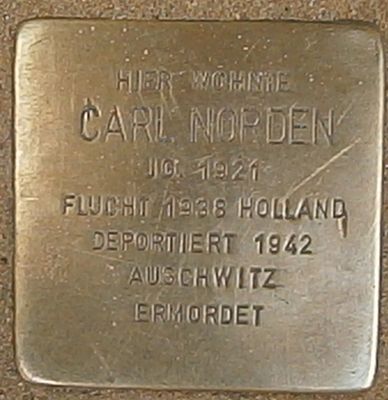 HIER WOHNTE
CARL NORDEN
JG. 1921
FLUCHT 1938 HOLLAND
DEPORTIERT 1942
AUSCHWITZ
ERMORDET